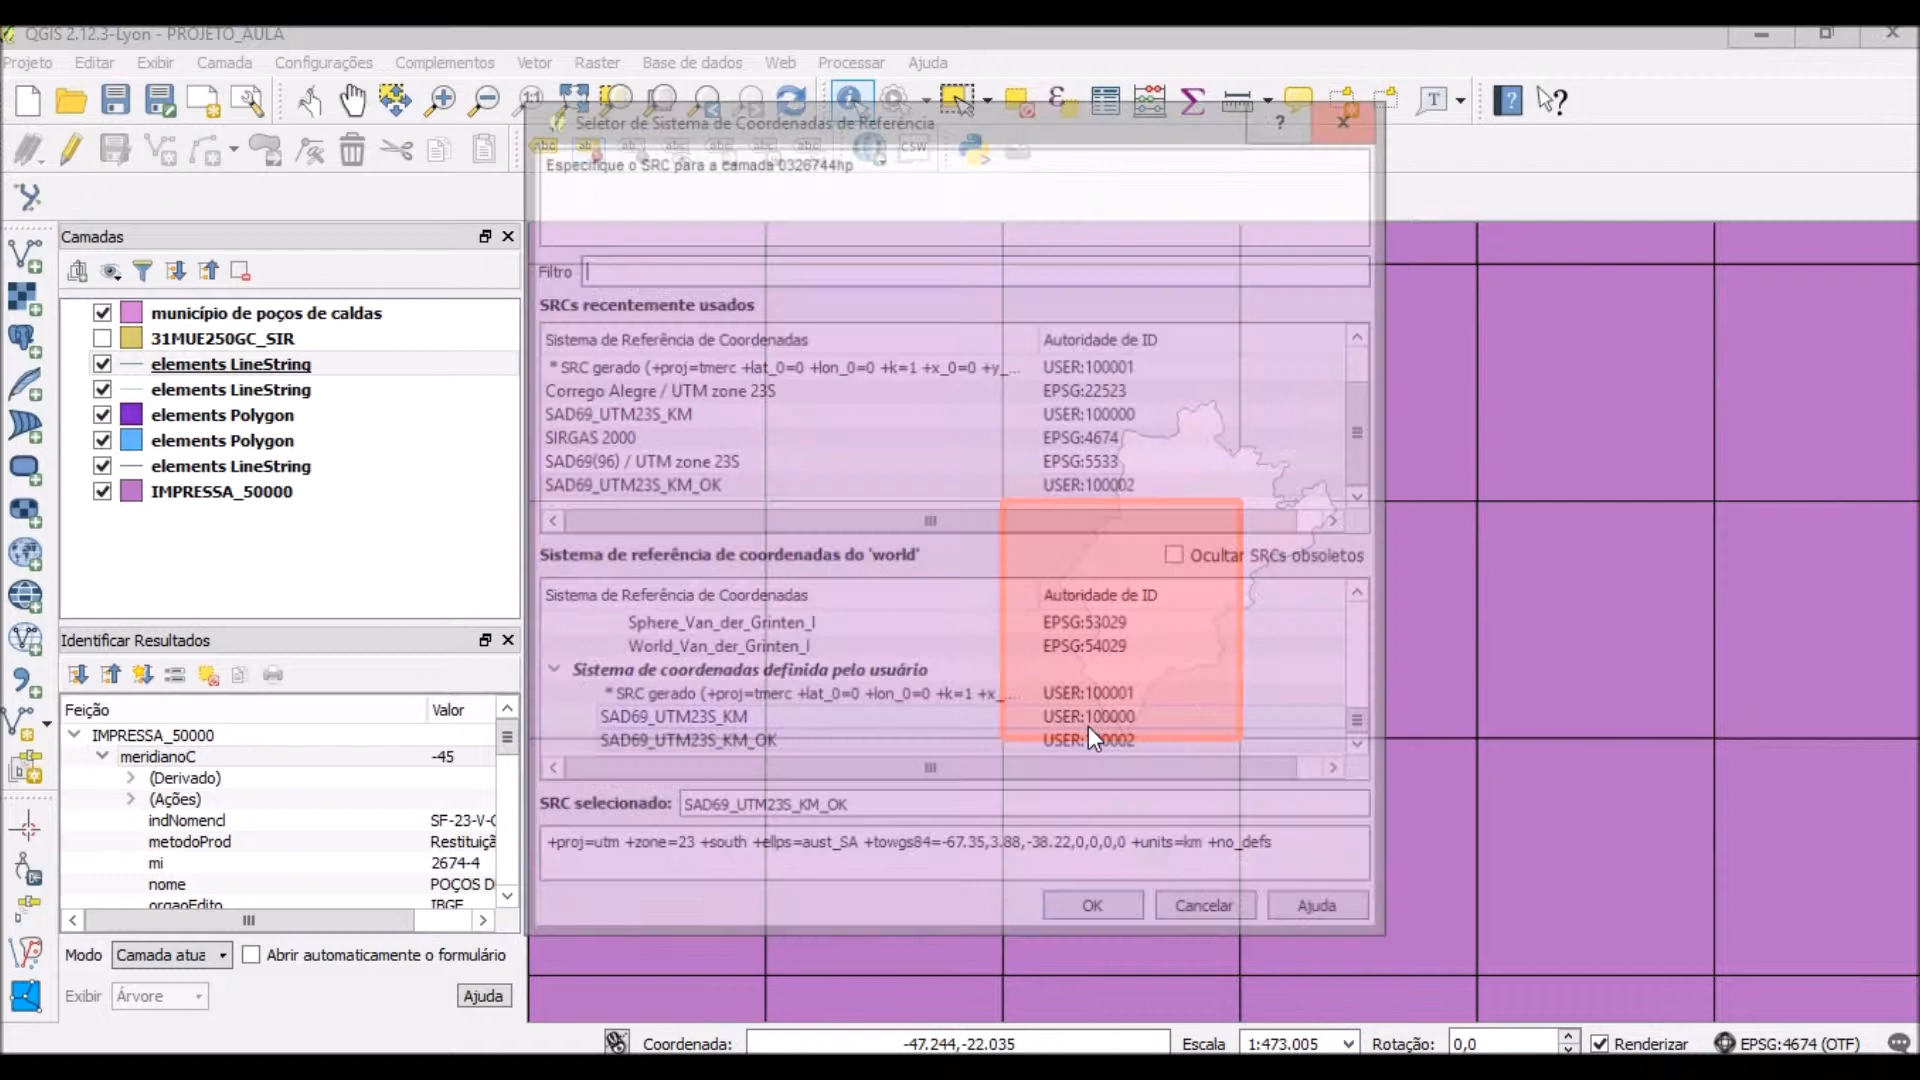 QGIS 2.12.3-Lyon - PROJETO_AULA
Projeto Editar Exibir Camada Configurações Complementos Vetor Raster Base de dados Web Processar Ajuda
Seletor de Sistema de Coordenadas de Referência
Especifique o SRC para a camada 0326744hp
Filtro
SRCs recentemente usados
Sistema de Referência de Coordenadas Autoridade de ID
* SRC gerado (+proj=tmerc +lat_0=0 +lon_0=0 +k=1 +x_0=0 +y_... USER:100001
Corrego Alegre / UTM zone 23S EPSG:22523
SAD69_UTM23S_KM USER:100000
SIRGAS 2000 EPSG:4674
SAD69(96) / UTM zone 23S EPSG:5533
SAD69_UTM23S_KM_OK USER:100002
Sistema de referência de coordenadas do 'world' Ocultar SRCs obsoletos
Sistema de Referência de Coordenadas Autoridade de ID
Sphere_Van_der_Grinten_I EPSG:53029
World_Van_der_Grinten_I EPSG:54029
Sistema de coordenadas definida pelo usuário
* SRC gerado (+proj=tmerc +lat_0=0 +lon_0=0 +k=1 +x_... USER:100001
SAD69_UTM23S_KM USER:100000
SAD69_UTM23S_KM_OK
SRC selecionado: SAD69_UTM23S_KM_OK
+proj=utm +zone=23 +south +ellps=aust_SA +towgs84=-67.35,3.88,-38.22,0,0,0,0 +units=km +no_defs
OK Cancelar Ajuda
Camadas
município de poços de caldas
31MUE250GC_SIR
elements LineString
elements LineString
elements Polygon
elements Polygon
elements LineString
IMPRESSA_50000
Identificar Resultados
Feição Valor
IMPRESSA_50000
meridianoC -45
(Derivado)
(Ações)
indNomencl SF-23-V-
metodoProd Restituiç
mi 2674-4
nome POÇOS D
orgaoEdito IBGE
Modo Camada atua Abrir automaticamente o formulário
Exibir Árvore Ajuda
Coordenada: -47.244,-22.035 Escala 1:473.005 Rotação: 0,0 Renderizar EPSG:4674 (OTF)